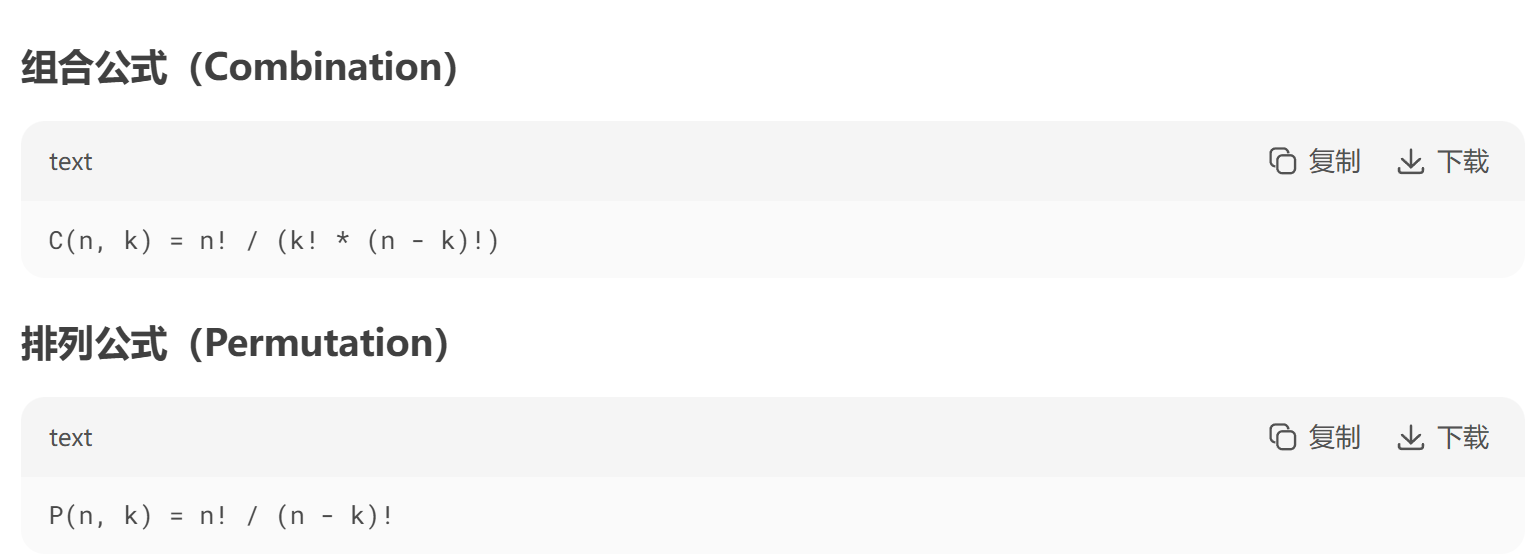 组合公式（Combination）
text 复制 下载
C(n, k) = n! / (k! * (n - k)!)
排列公式（Permutation）
text 复制 下载
P(n, k) = n! / (n - k)!